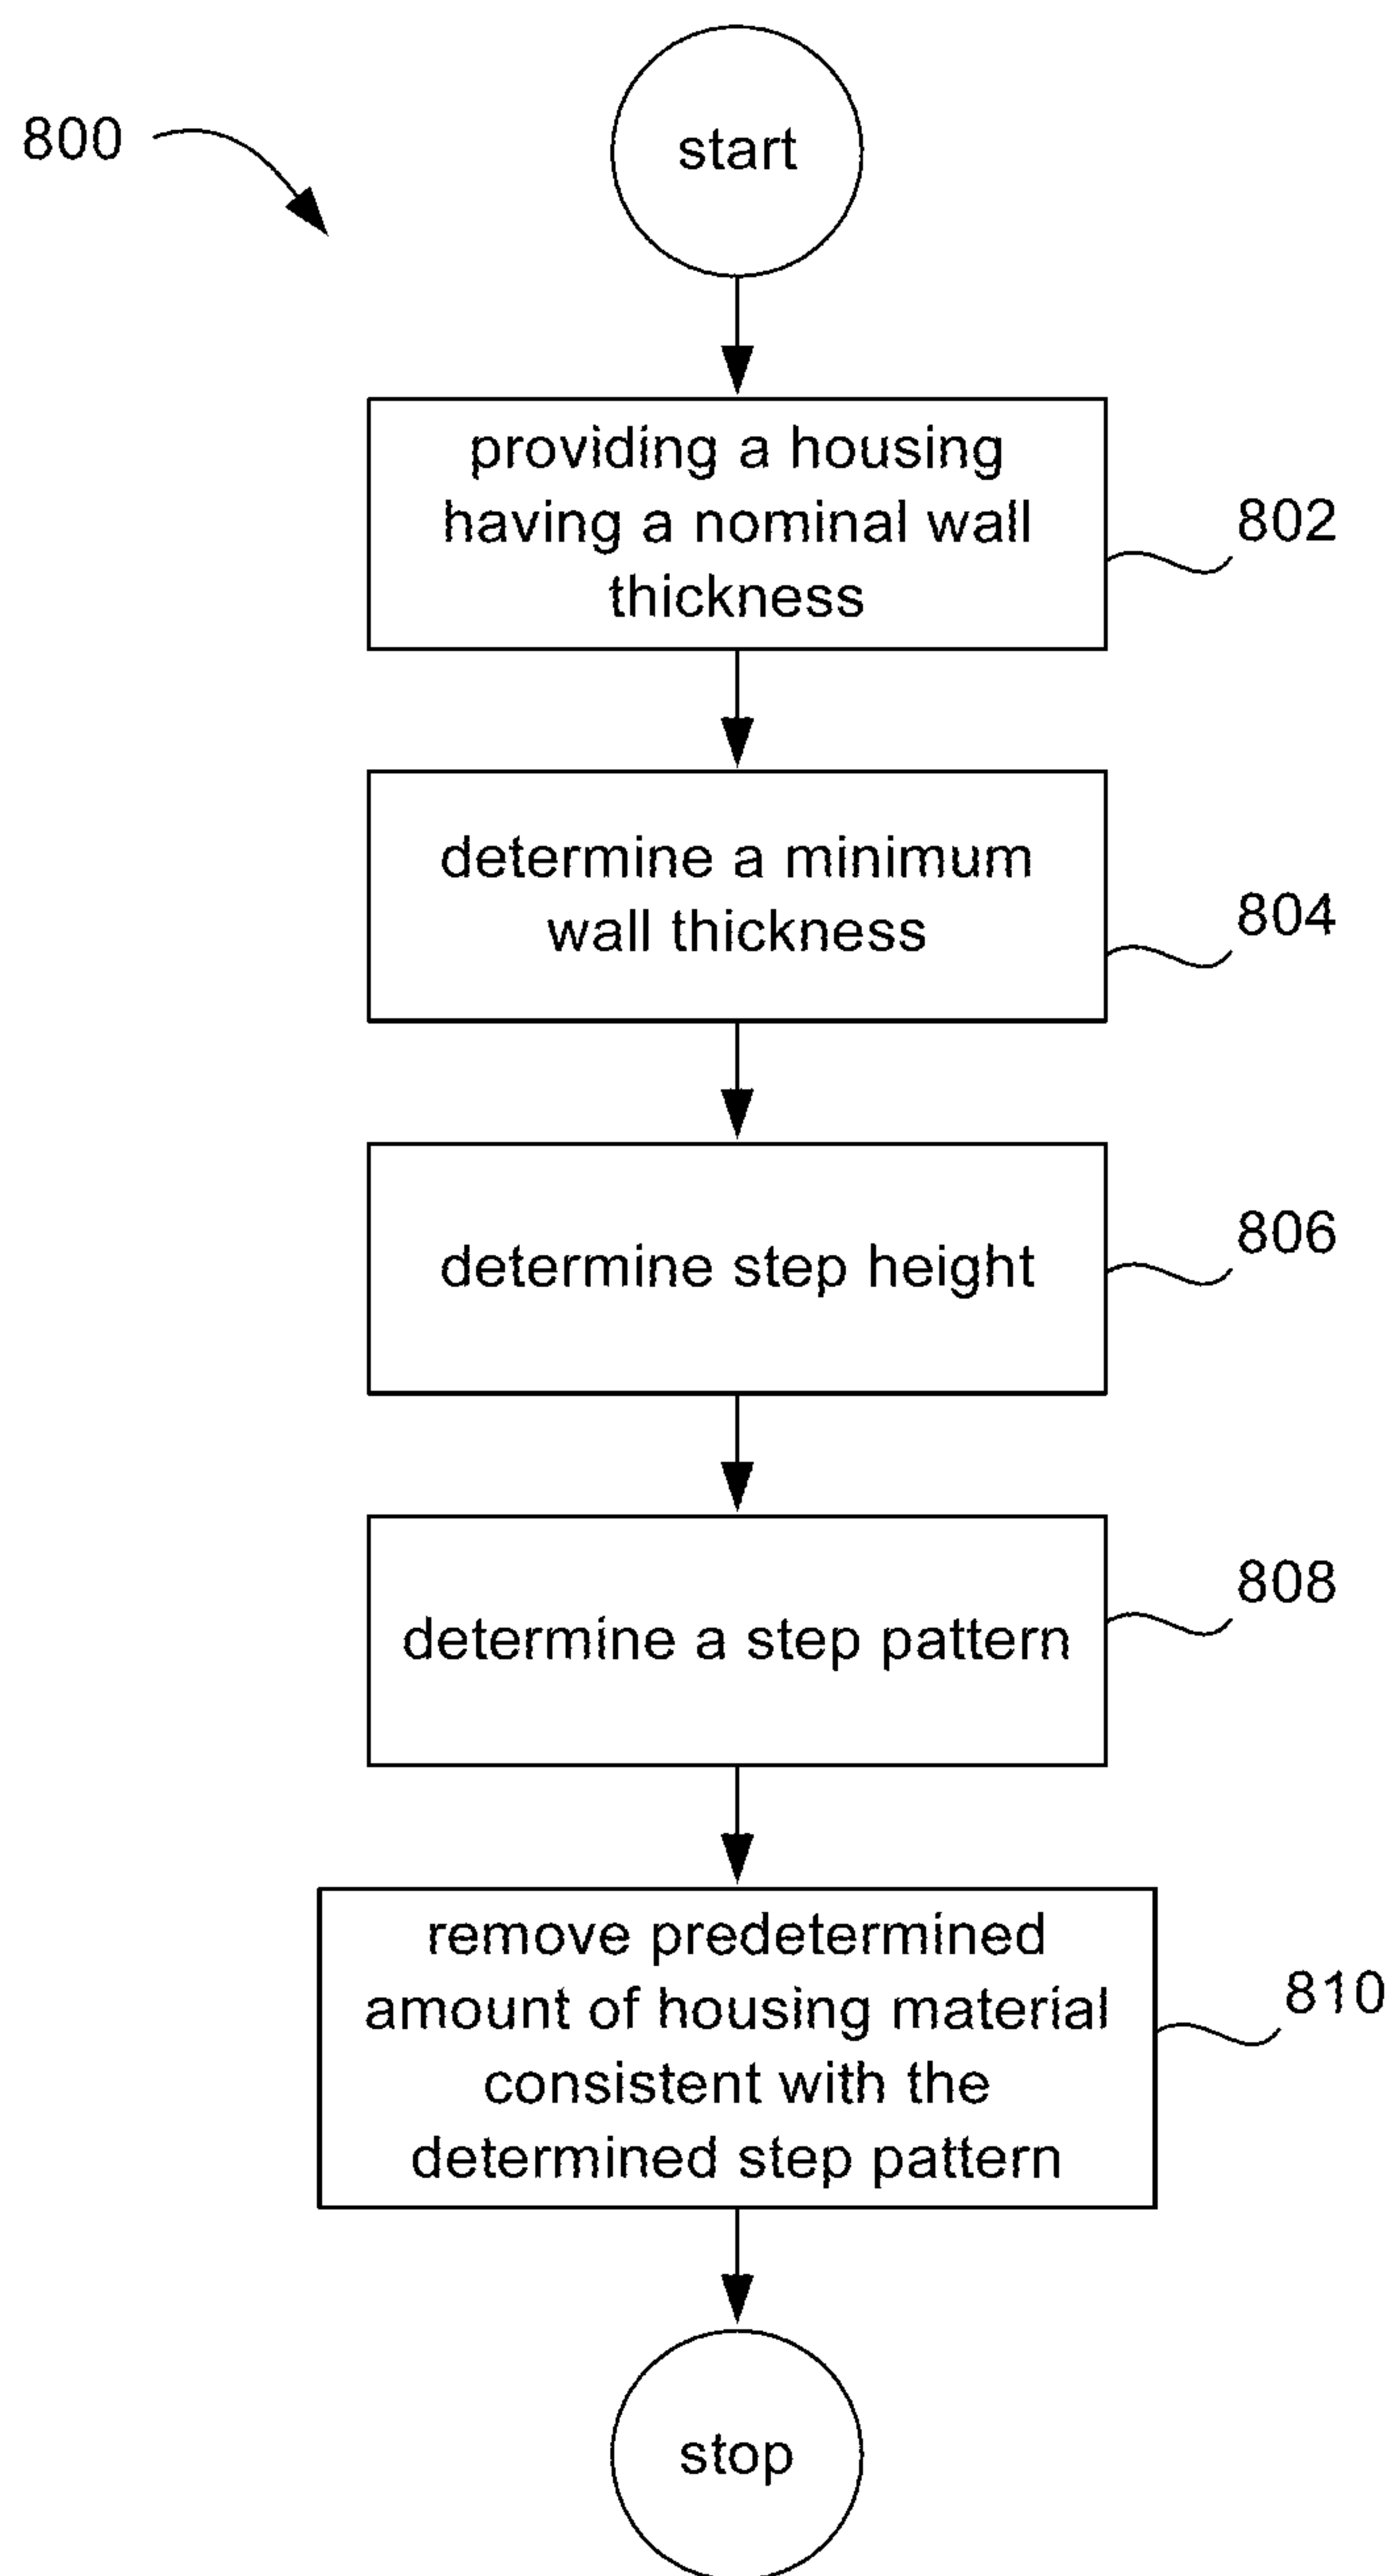 800
start
providing a housing
having a nominal wall
thickness
802
determine a minimum
wall thickness
804
determine step height
806
determine a step pattern
808
remove predetermined
amount of housing material
consistent with the
determined step pattern
810
stop